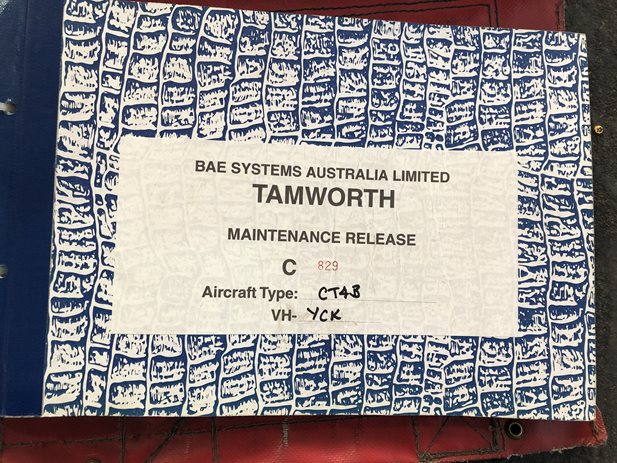 BAE SYSTEMS AUSTRALIA LIMITED
TAMWORTH
MAINTENANCE RELEASE
C 829
Aircraft Type: CT4B
VH- YCK